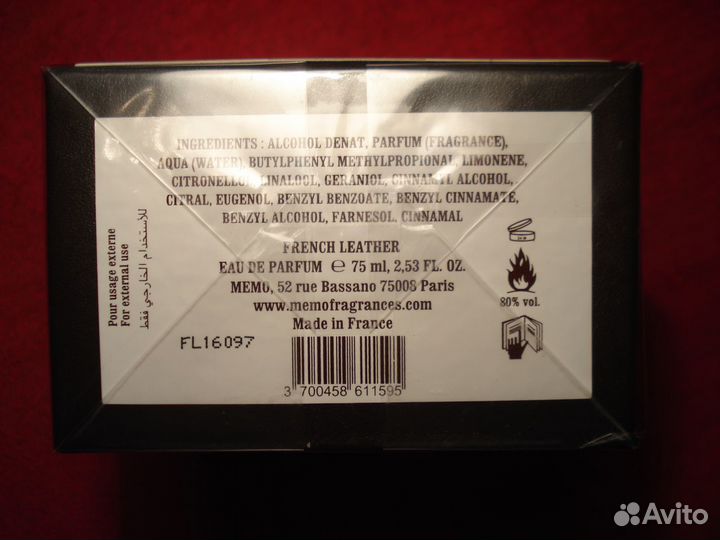 INGREDIENTS : ALCOHOL DENAT, PARFUM (FRAGRANCE),
AQUA (WATER), BUTYLPHENYL METHYLPROPIONAL, LIMONENE,
CITRONELLOL, LINALOOL, GERANIOL, CINNAMYL ALCOHOL,
CITRAL, EUGENOL, BENZYL BENZOATE, BENZYL CINNAMATE,
BENZYL ALCOHOL, FARNESOL, CINNAMAL
FRENCH LEATHER
EAU DE PARFUM ℮ 75 ml, 2,53 FL. OZ.
MEMO, 52 rue Bassano 75008 Paris
www.memofragrances.com
Made in France
FL16097
3 700458 611595
Pour usage externe
For external use
للأستخدام الخارجي فقط
80% vol.
Avito